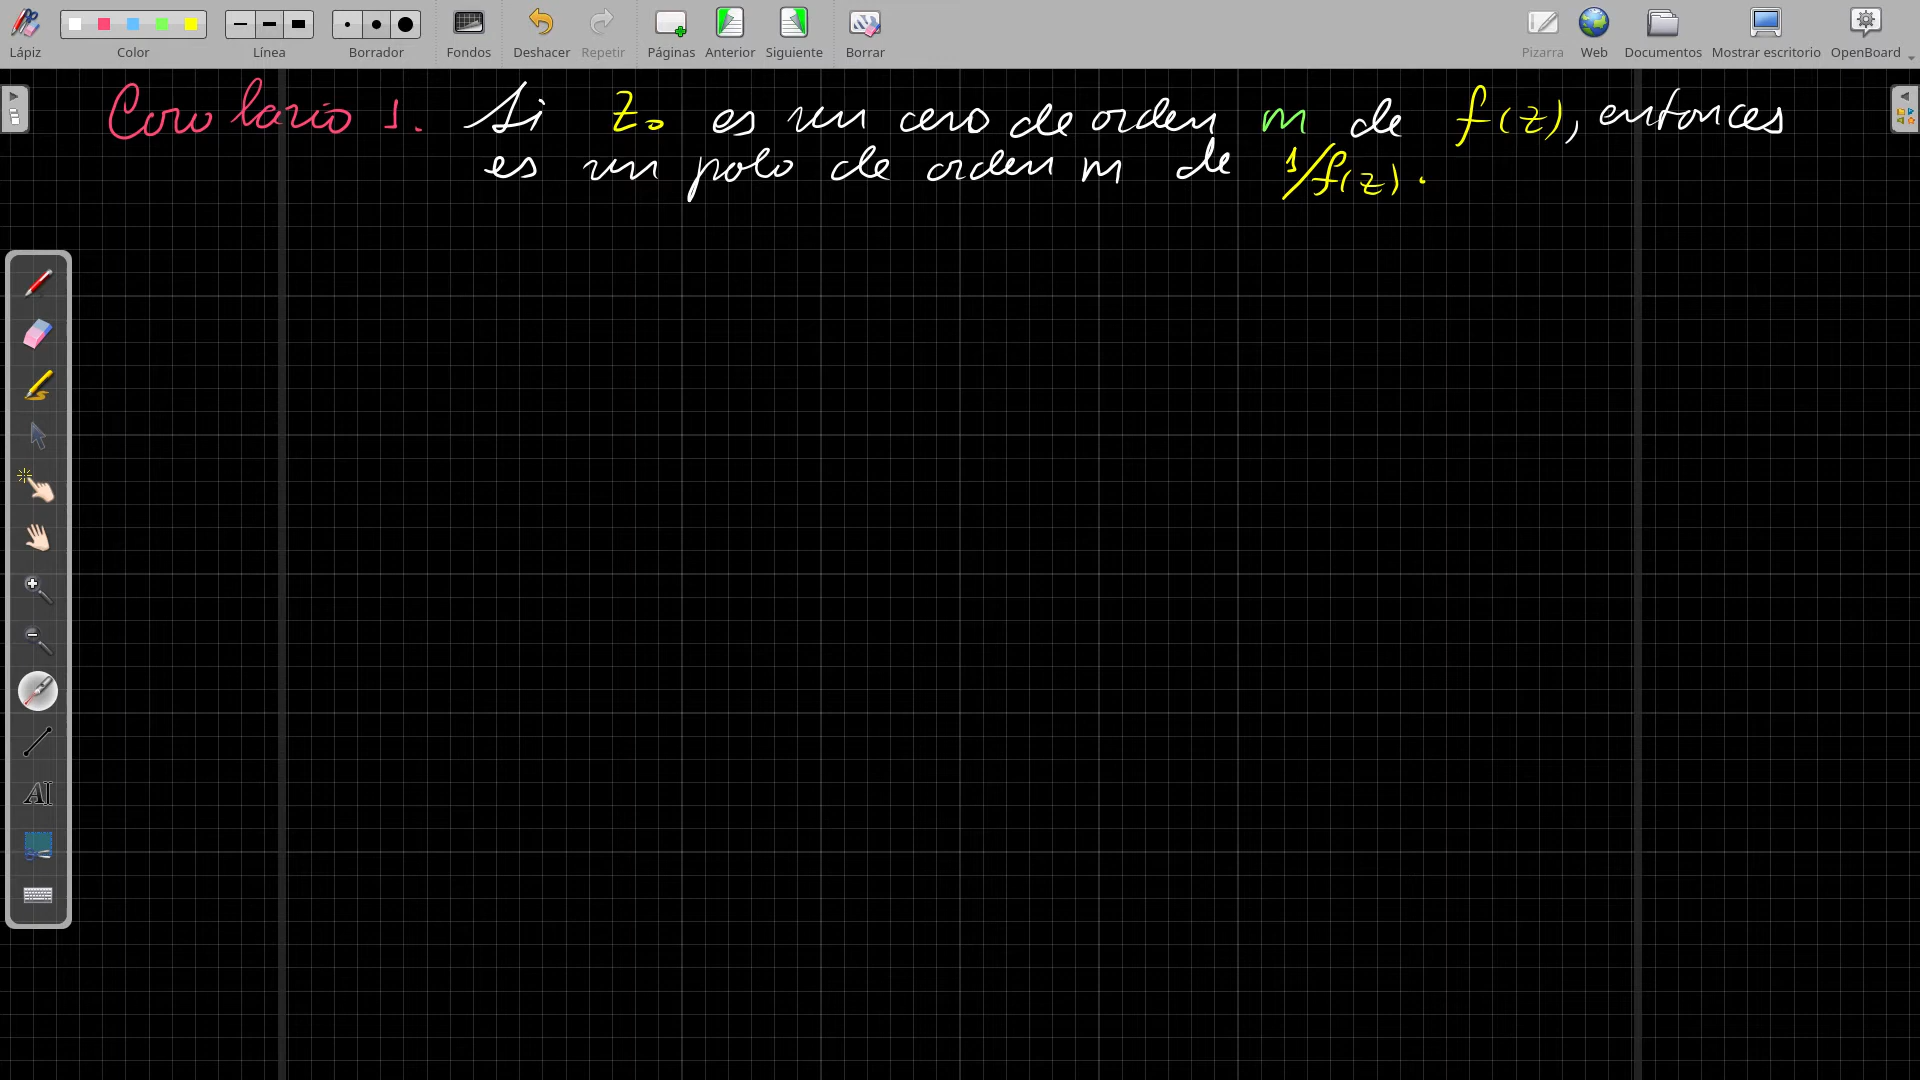 Lápiz Color Línea Borrador Fondos Deshacer Repetir Páginas Anterior Siguiente Borrar Pizarra Web Documentos Mostrar escritorio OpenBoard
Corolario 1. Si z₀ es un cero de orden m de f(z), entonces
es un polo de orden m de 1/f(z).